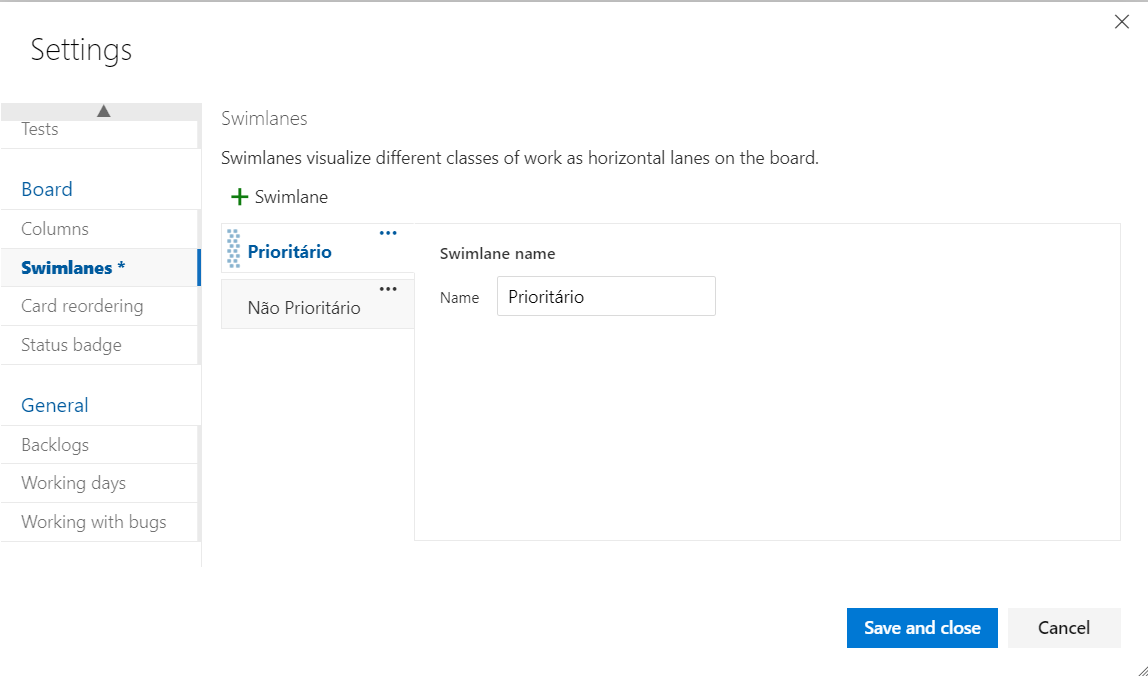 Settings
Tests
Board
Columns
Swimlanes *
Card reordering
Status badge
General
Backlogs
Working days
Working with bugs
Swimlanes
Swimlanes visualize different classes of work as horizontal lanes on the board.
+ Swimlane
Prioritário
Não Prioritário
Swimlane name
Name Prioritário
Save and close Cancel